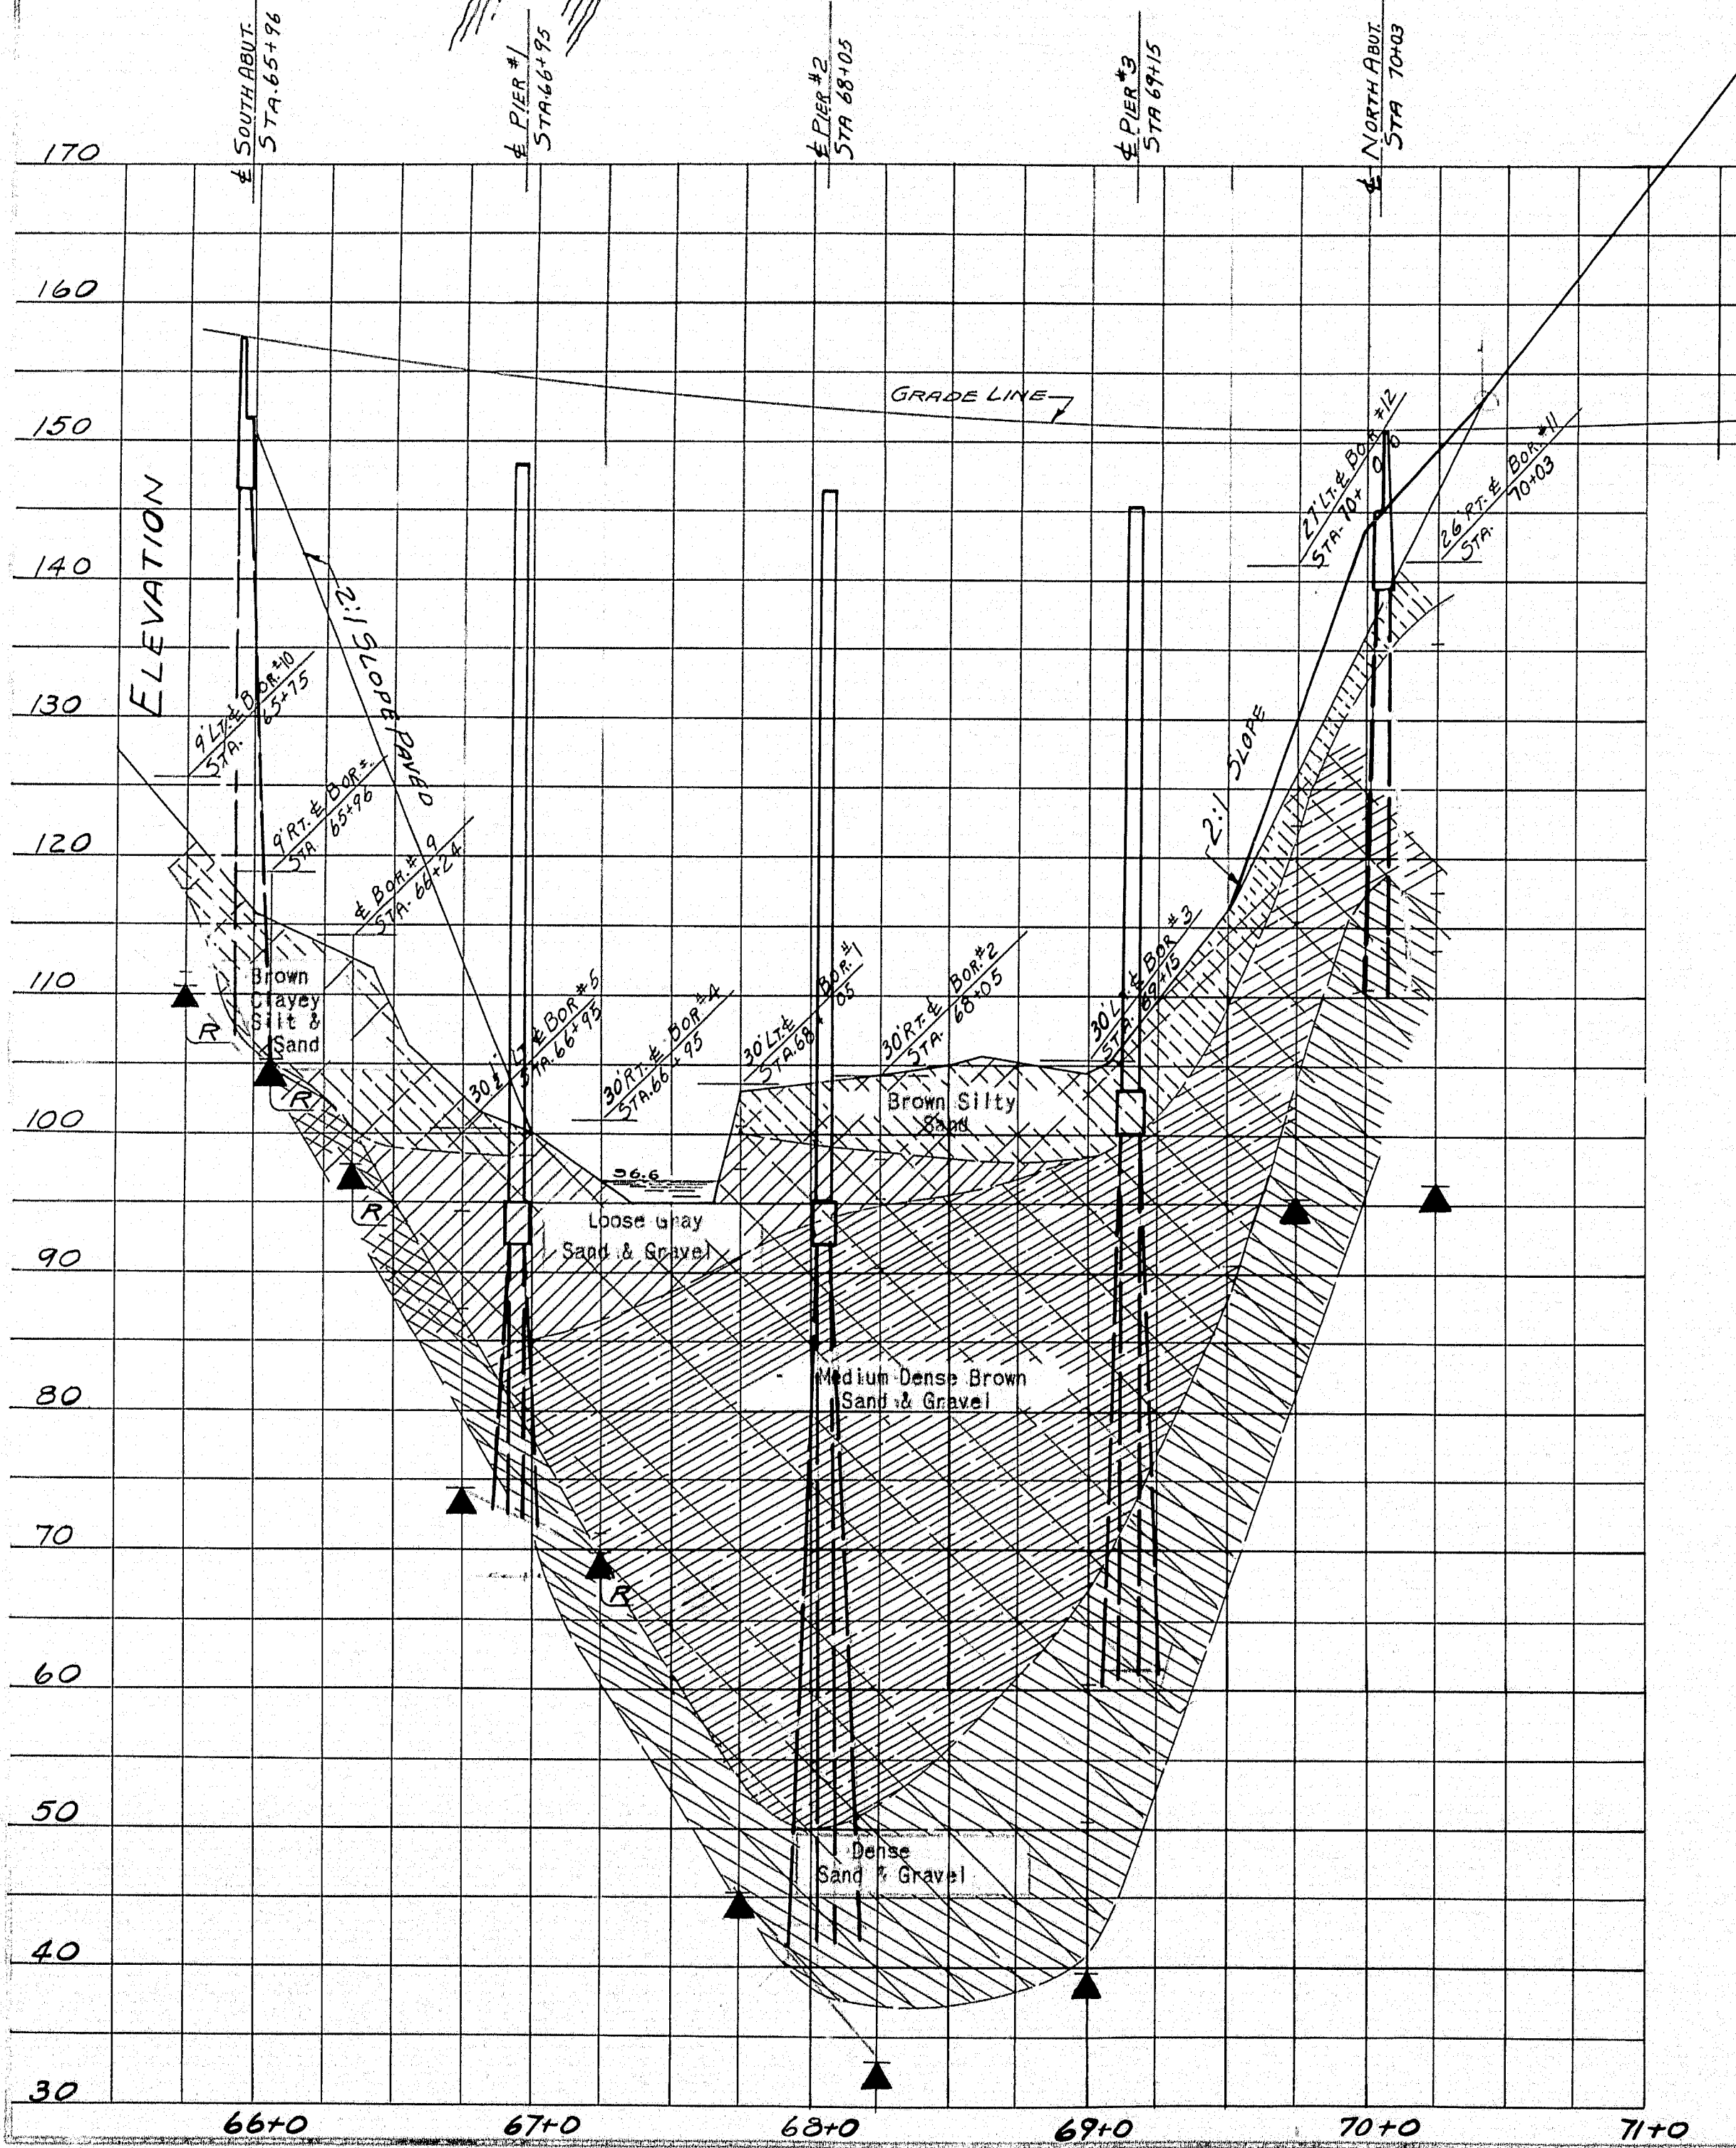 ℄ SOUTH ABUT.
STA. 65+96
℄ PIER #1
STA. 66+95
℄ PIER #2
STA 68+05
℄ PIER #3
STA 69+15
℄ NORTH ABUT.
STA 70+03
170
160
150
140
130
120
110
100
90
80
70
60
50
40
30
ELEVATION
GRADE LINE
2:1 SLOPE PAVED
2:1 SLOPE
9' LT. ℄ BOR. #10
STA. 65+75
9' RT. ℄ BOR
STA 65+96
℄ BOR. # 9
STA. 66+24
30' LT ℄ BOR #5
STA. 66+95
30' RT. ℄ BOR. #4
STA. 66+95
30' LT. ℄ BOR. #1
STA. 68+05
30' RT. ℄ BOR. #2
STA. 68+05
30' LT. ℄ BOR #3
STA. 69+15
27' LT. ℄ BOR #12
STA. 70+
26' RT. ℄ BOR. #11
STA. 70+03
Brown
Clayey
Silt &
Sand
R
R
R
R
96.6
Brown Silty
Sand
Loose Gray
Sand & Gravel
Medium Dense Brown
Sand & Gravel
Dense
Sand & Gravel
66+0 67+0 68+0 69+0 70+0 71+0